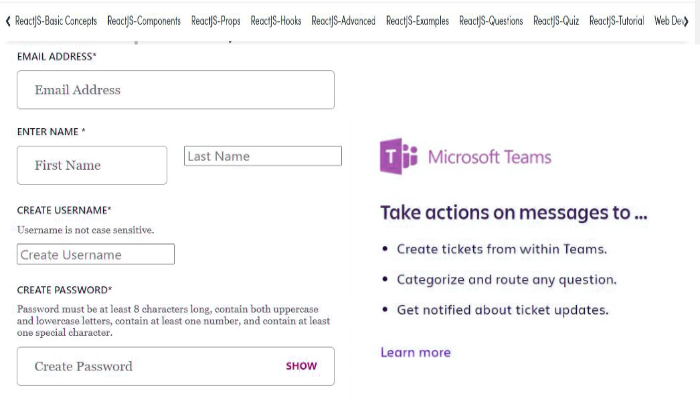 ReactJS-Basic Concepts ReactJS-Components ReactJS-Props ReactJS-Hooks ReactJS-Advanced ReactJS-Examples ReactJS-Questions ReactJS-Quiz ReactJS-Tutorial Web Dev
EMAIL ADDRESS*
Email Address
ENTER NAME *
First Name
Last Name
CREATE USERNAME*
Username is not case sensitive.
Create Username
CREATE PASSWORD*
Password must be at least 8 characters long, contain both uppercase
and lowercase letters, contain at least one number, and contain at least
one special character.
Create Password SHOW
T Microsoft Teams
Take actions on messages to ...
• Create tickets from within Teams.
• Categorize and route any question.
• Get notified about ticket updates.
Learn more